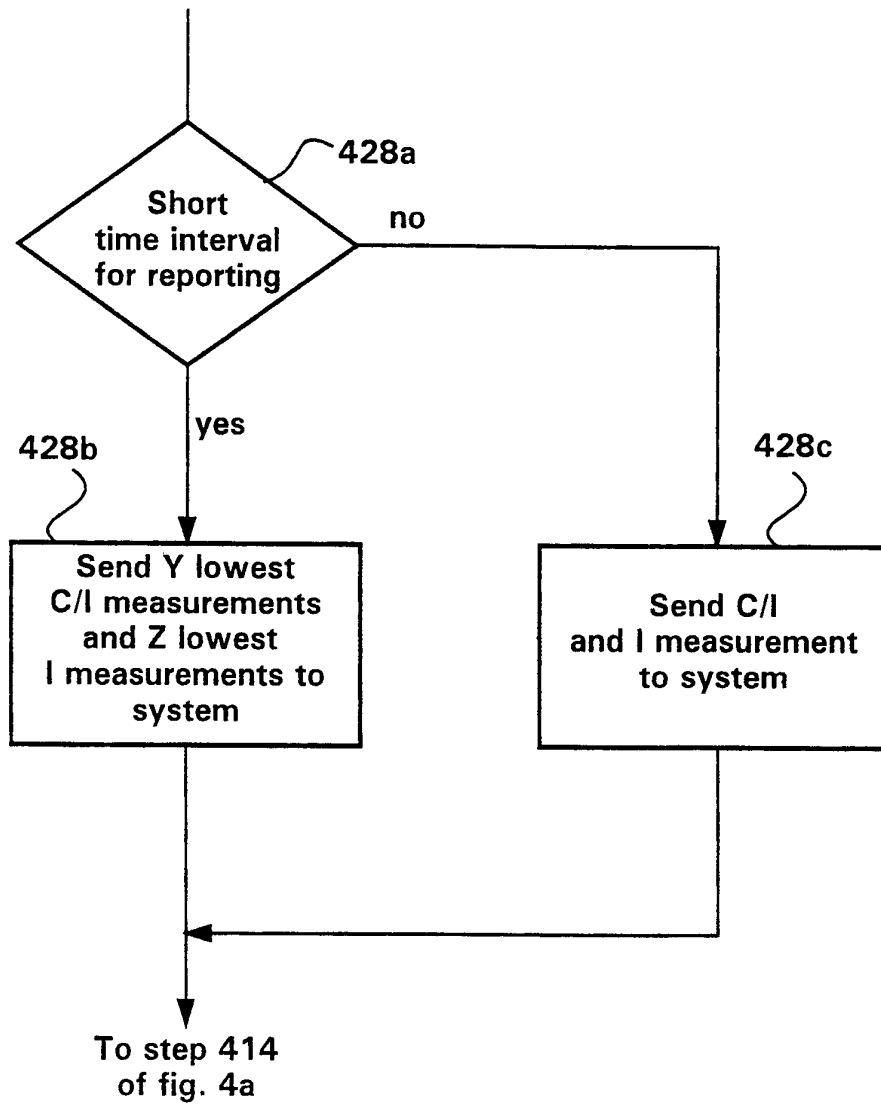 428a
Short
time interval
for reporting
no
yes
428b
428c
Send Y lowest
C/I measurements
and Z lowest
I measurements to
system
Send C/I
and I measurement
to system
To step 414
of fig. 4a